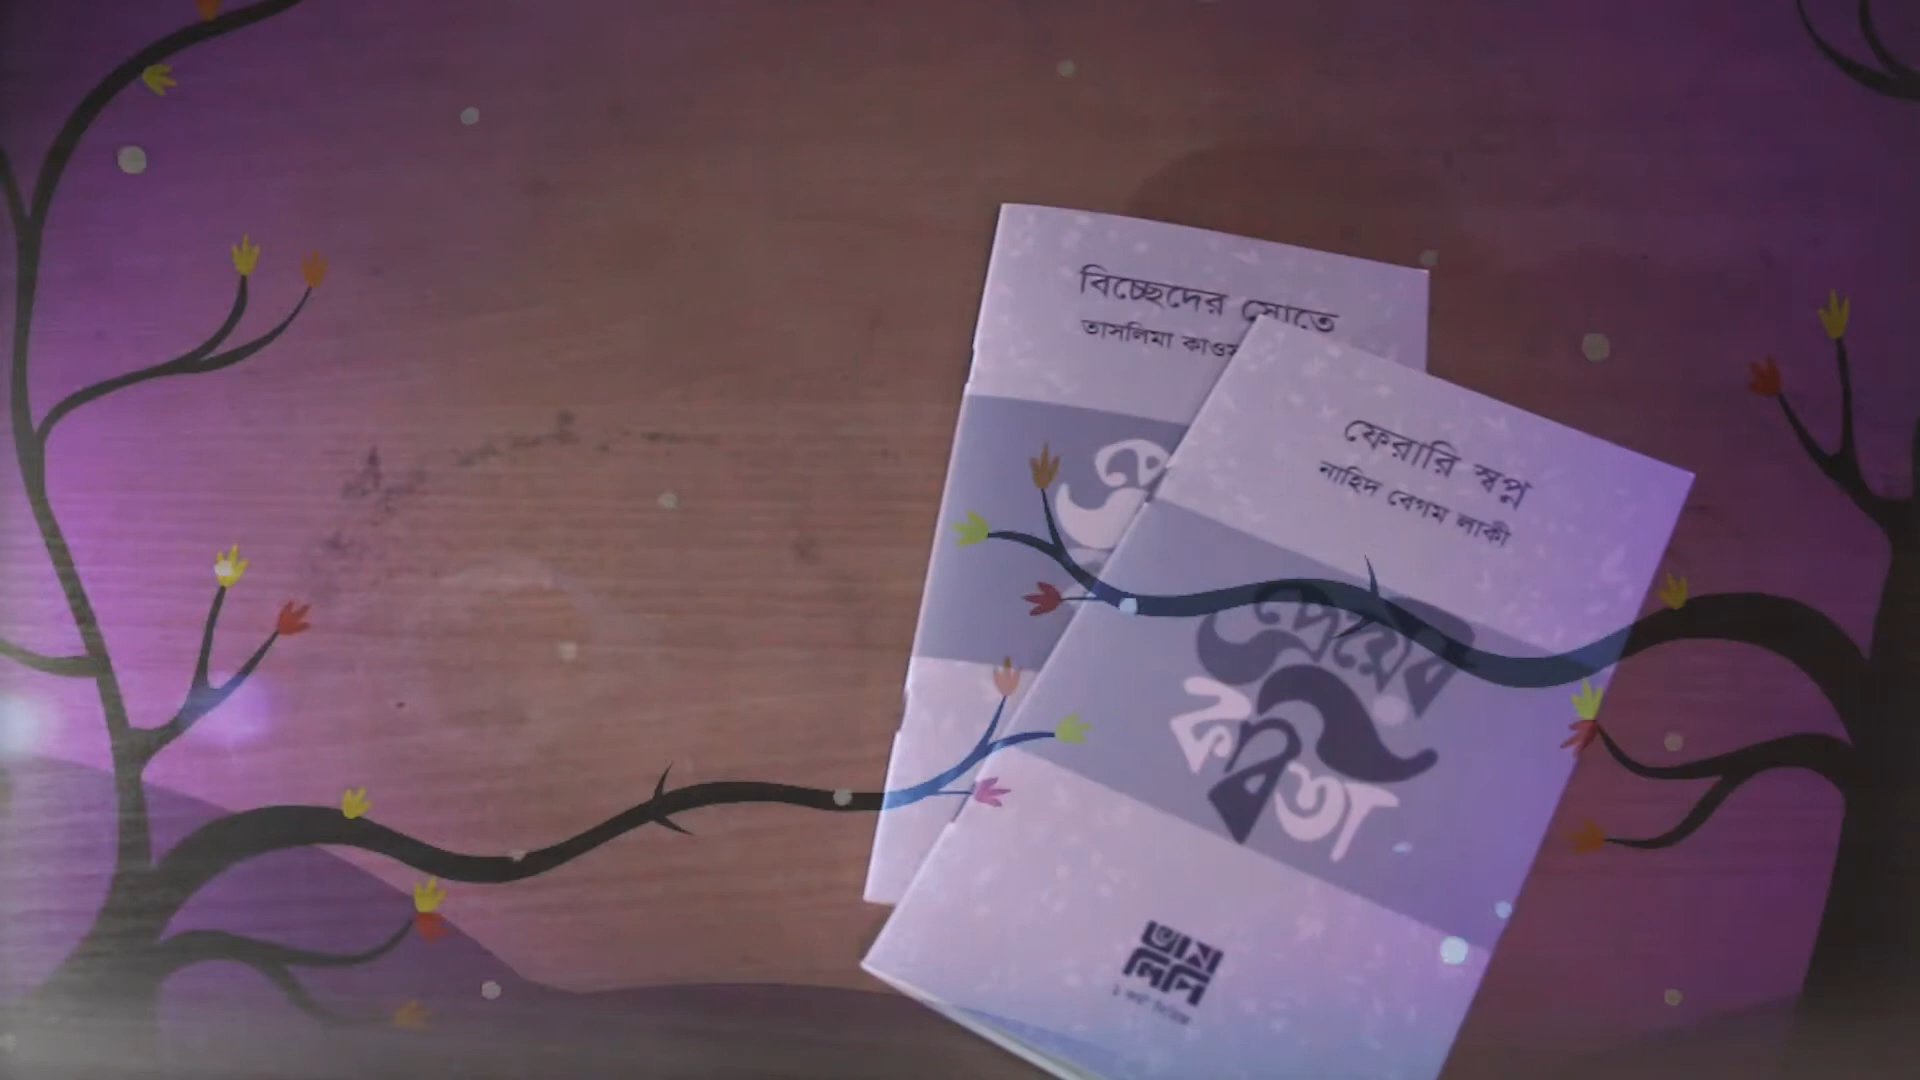 বিচ্ছেদের স্রোতে
তাসলিমা
ফেরারি স্বপ্ন
নাহিদ বেগম লাকী
প্রেমের
কবিতা